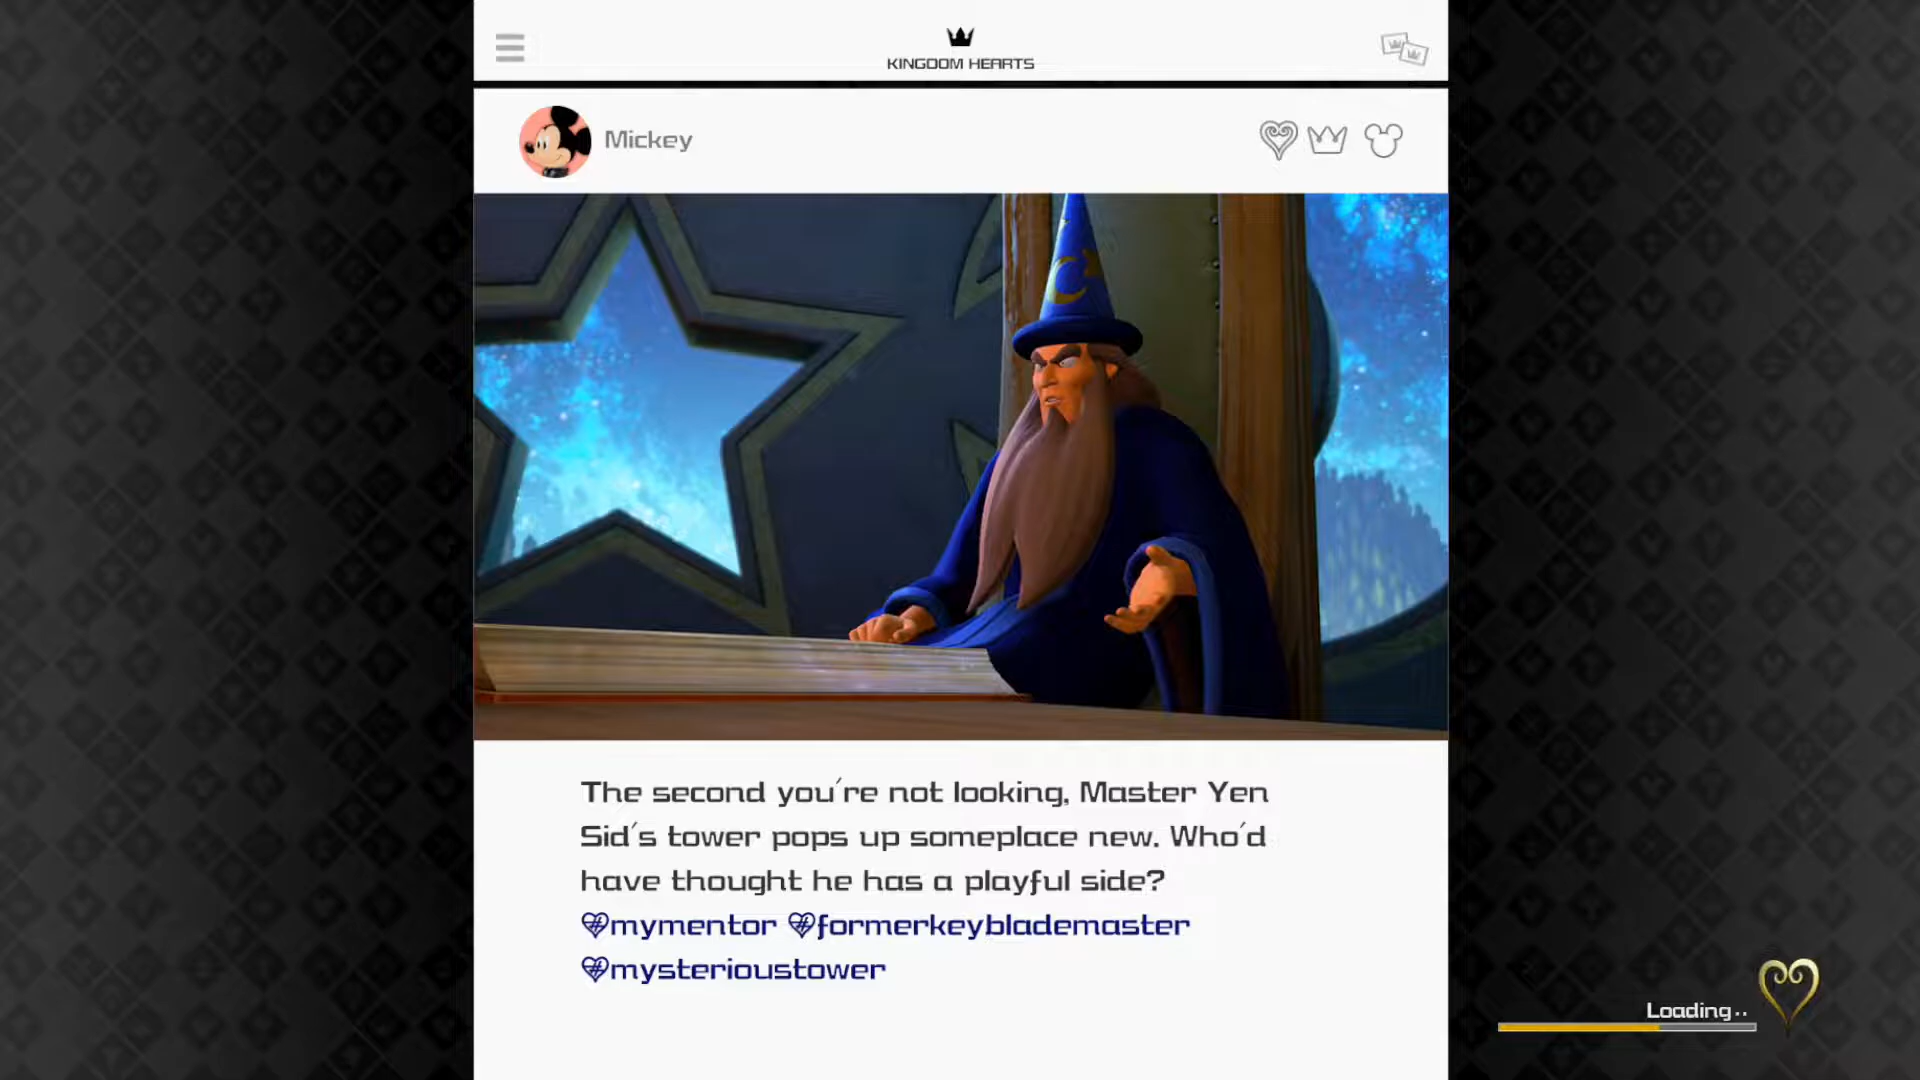 KINGDOM HEARTS
Mickey
The second you're not looking, Master Yen
Sid's tower pops up someplace new. Who'd
have thought he has a playful side?
#mymentor #formerkeyblademaster
#mysterioustower
Loading..